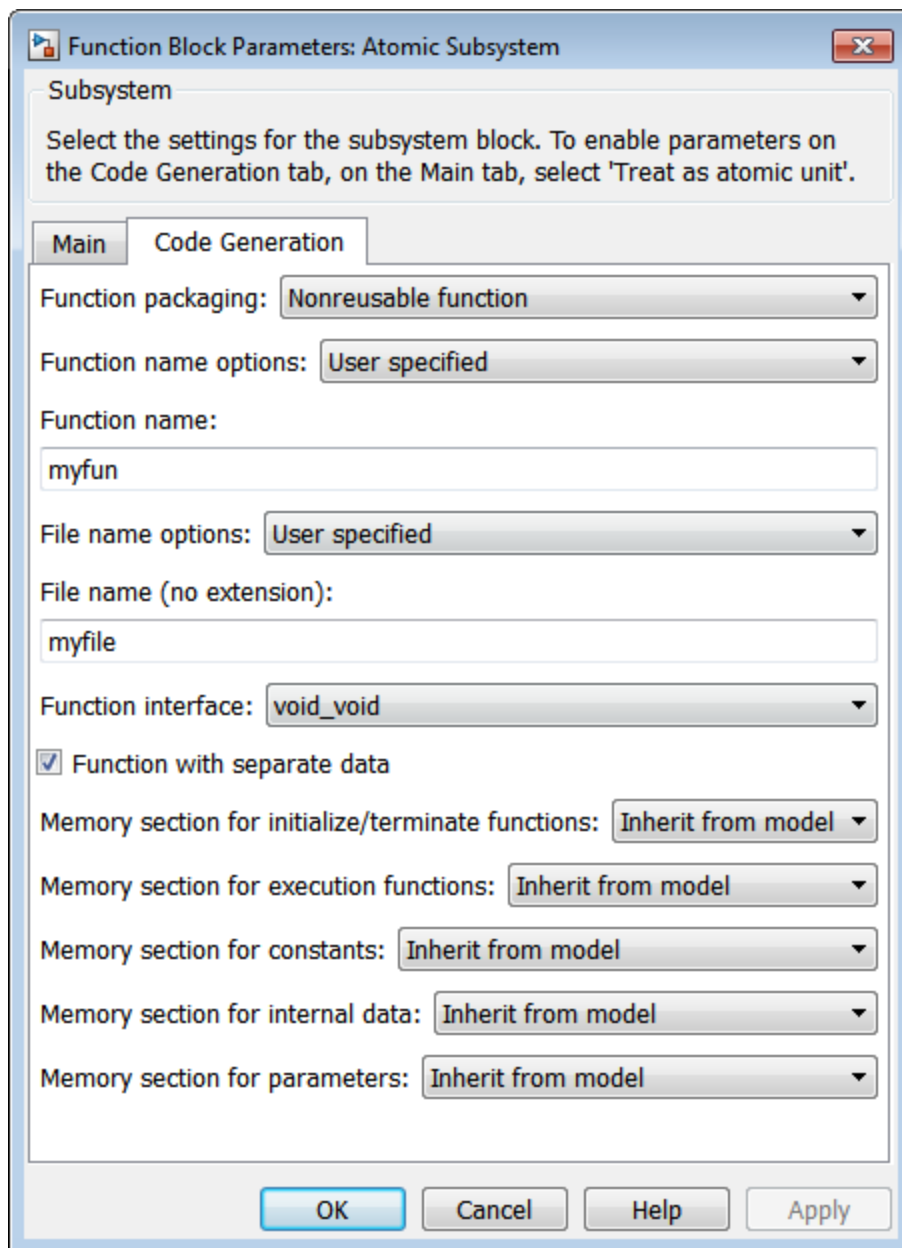 Function Block Parameters: Atomic Subsystem
Subsystem
Select the settings for the subsystem block. To enable parameters on
the Code Generation tab, on the Main tab, select 'Treat as atomic unit'.
Main Code Generation
Function packaging: Nonreusable function
Function name options: User specified
Function name:
myfun
File name options: User specified
File name (no extension):
myfile
Function interface: void_void
Function with separate data
Memory section for initialize/terminate functions: Inherit from model
Memory section for execution functions: Inherit from model
Memory section for constants: Inherit from model
Memory section for internal data: Inherit from model
Memory section for parameters: Inherit from model
OK Cancel Help Apply